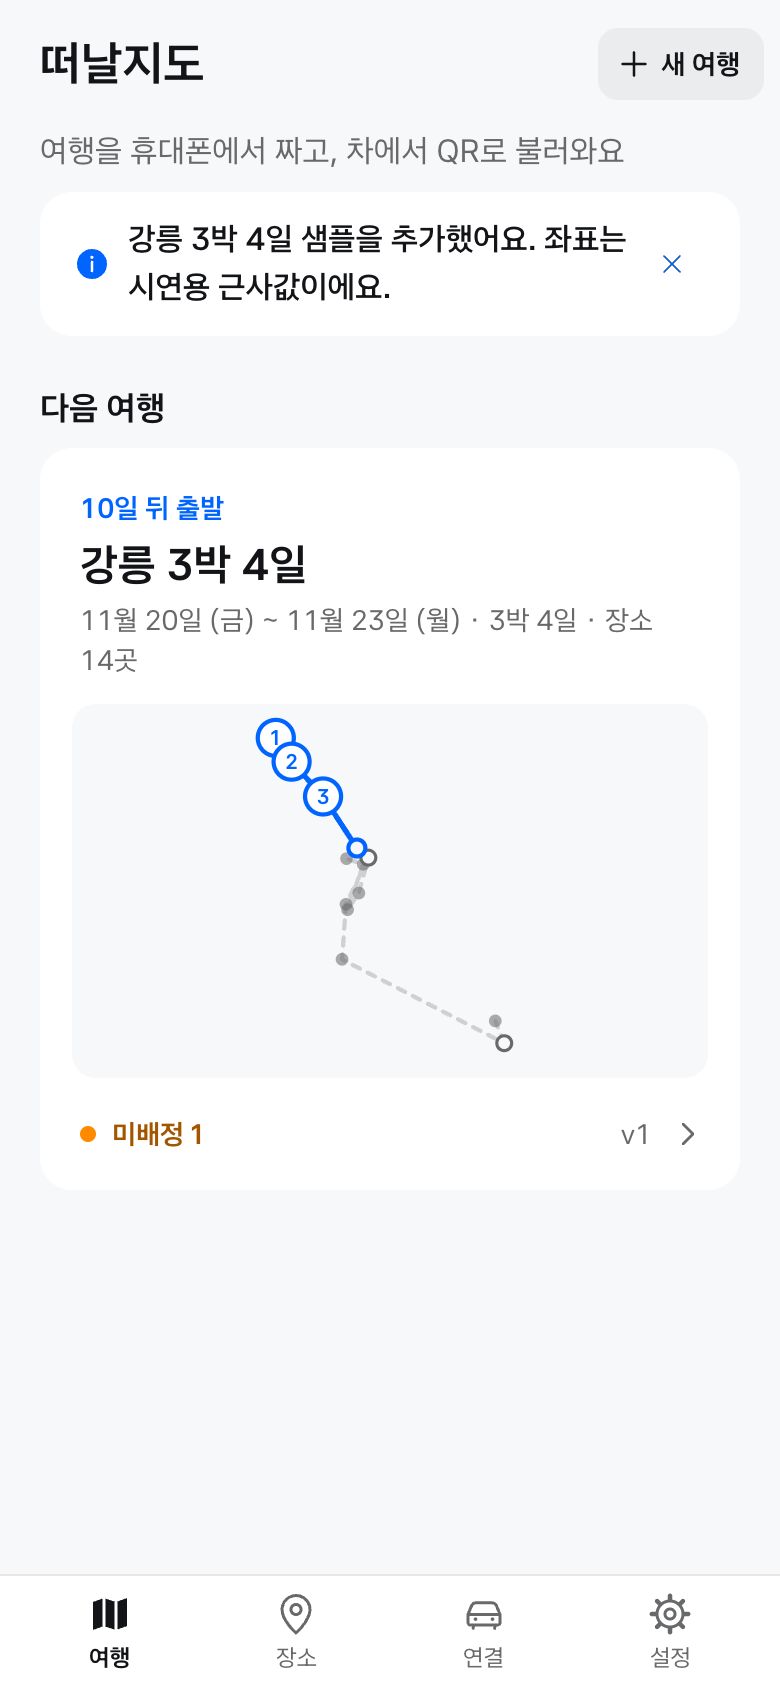 떠날지도
새 여행
여행을 휴대폰에서 짜고, 차에서 QR로 불러와요
강릉 3박 4일 샘플을 추가했어요. 좌표는
시연용 근사값이에요.
다음 여행
10일 뒤 출발
강릉 3박 4일
11월 20일 (금) ~ 11월 23일 (월) · 3박 4일 · 장소
14곳
1
2
3
미배정 1
v1
여행
장소
연결
설정